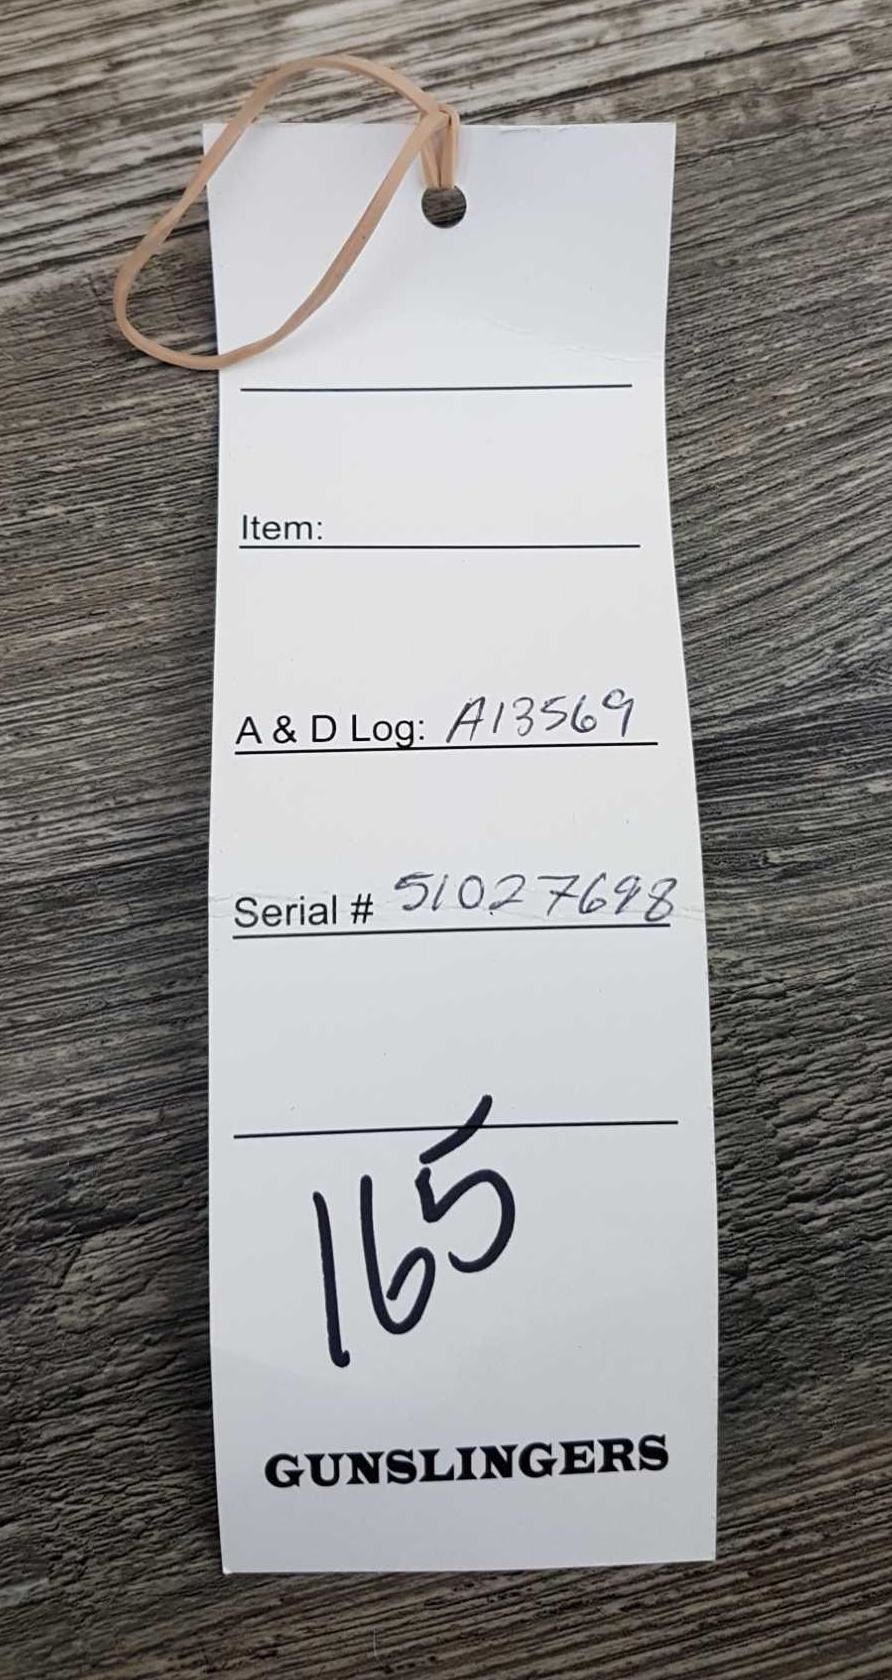 Item:
A & D Log: A13569
Serial # 51027698
165
GUNSLINGERS